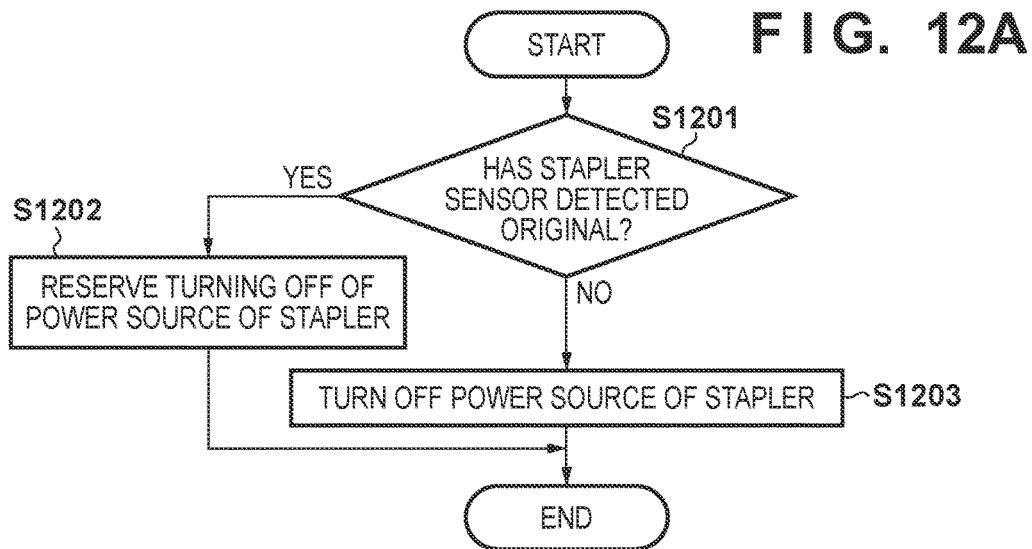 F I G. 12A
START
S1201
HAS STAPLER
SENSOR DETECTED
ORIGINAL?
YES
S1202
RESERVE TURNING OFF OF
POWER SOURCE OF STAPLER
NO
TURN OFF POWER SOURCE OF STAPLER
S1203
END